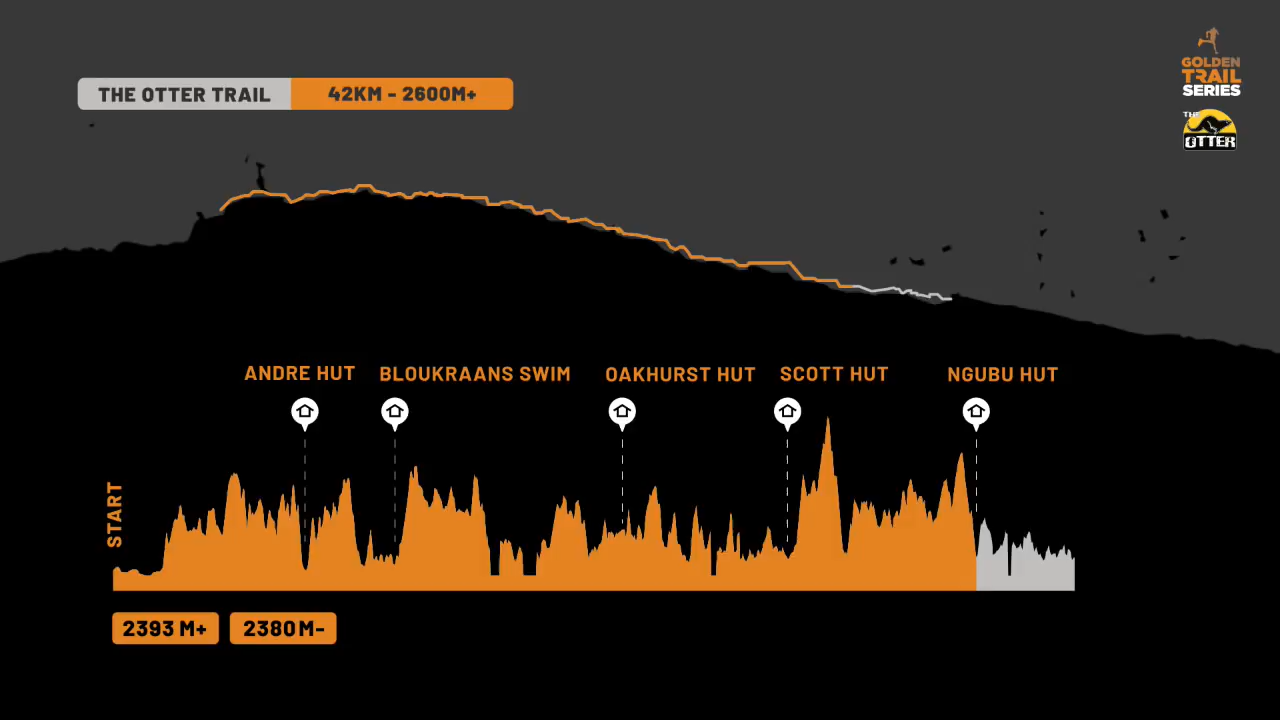 THE OTTER TRAIL 42KM - 2600M+
GOLDEN
TRAIL
SERIES
THE
OTTER
ANDRE HUT BLOUKRAANS SWIM OAKHURST HUT SCOTT HUT NGUBU HUT
START
2393 M+ 2380 M-